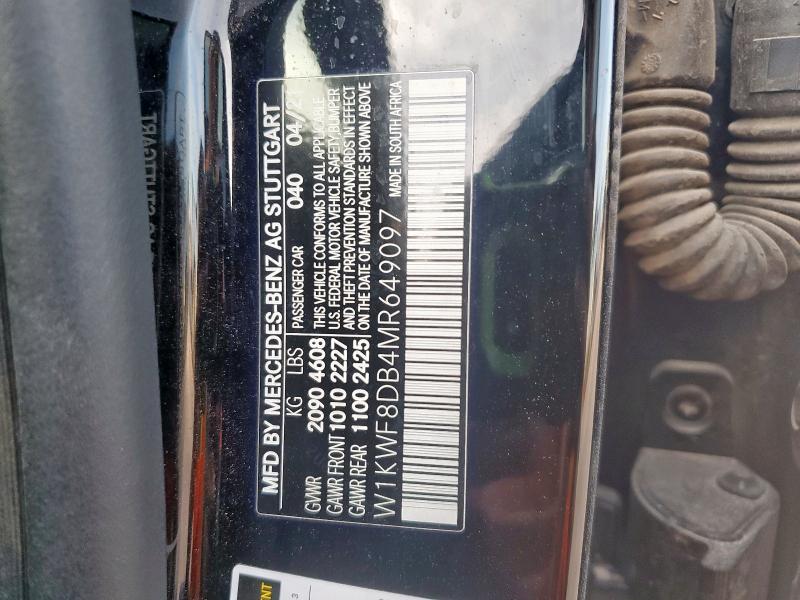 MFD BY MERCEDES-BENZ AG STUTTGART
KG LBS PASSENGER CAR 040 04/21
GVWR 2090 4608 THIS VEHICLE CONFORMS TO ALL APPLICABLE
GAWR FRONT 1010 2227 U.S. FEDERAL MOTOR VEHICLE SAFETY, BUMPER
GAWR REAR 1100 2425 AND THEFT PREVENTION STANDARDS IN EFFECT
ON THE DATE OF MANUFACTURE SHOWN ABOVE
W1KWF8DB4MR649097 MADE IN SOUTH AFRICA